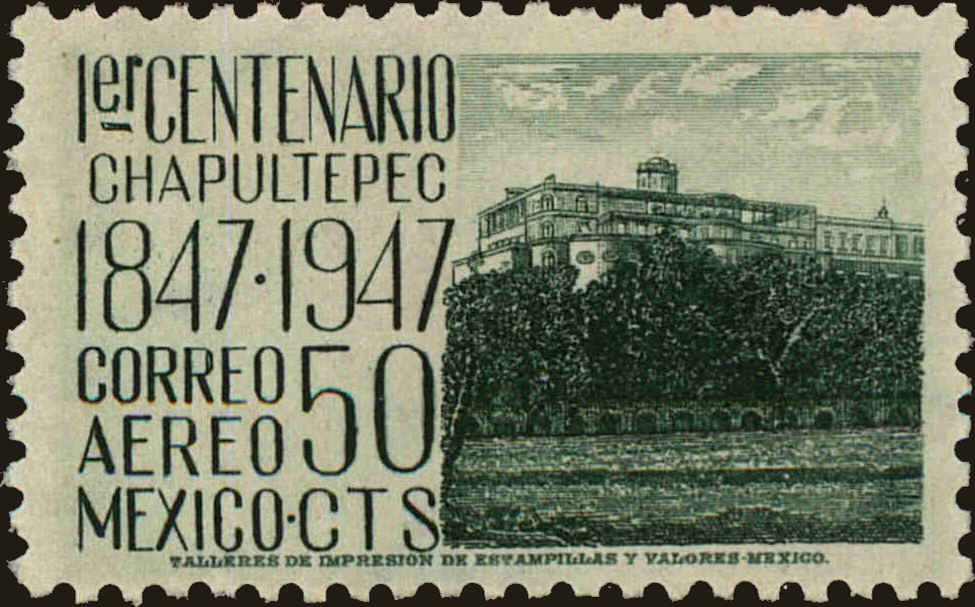 1er CENTENARIO
CHAPULTEPEC
1847·1947
CORREO
AEREO 50
MEXICO·CTS
TALLERES DE IMPRESION DE ESTAMPILLAS Y VALORES-MEXICO.